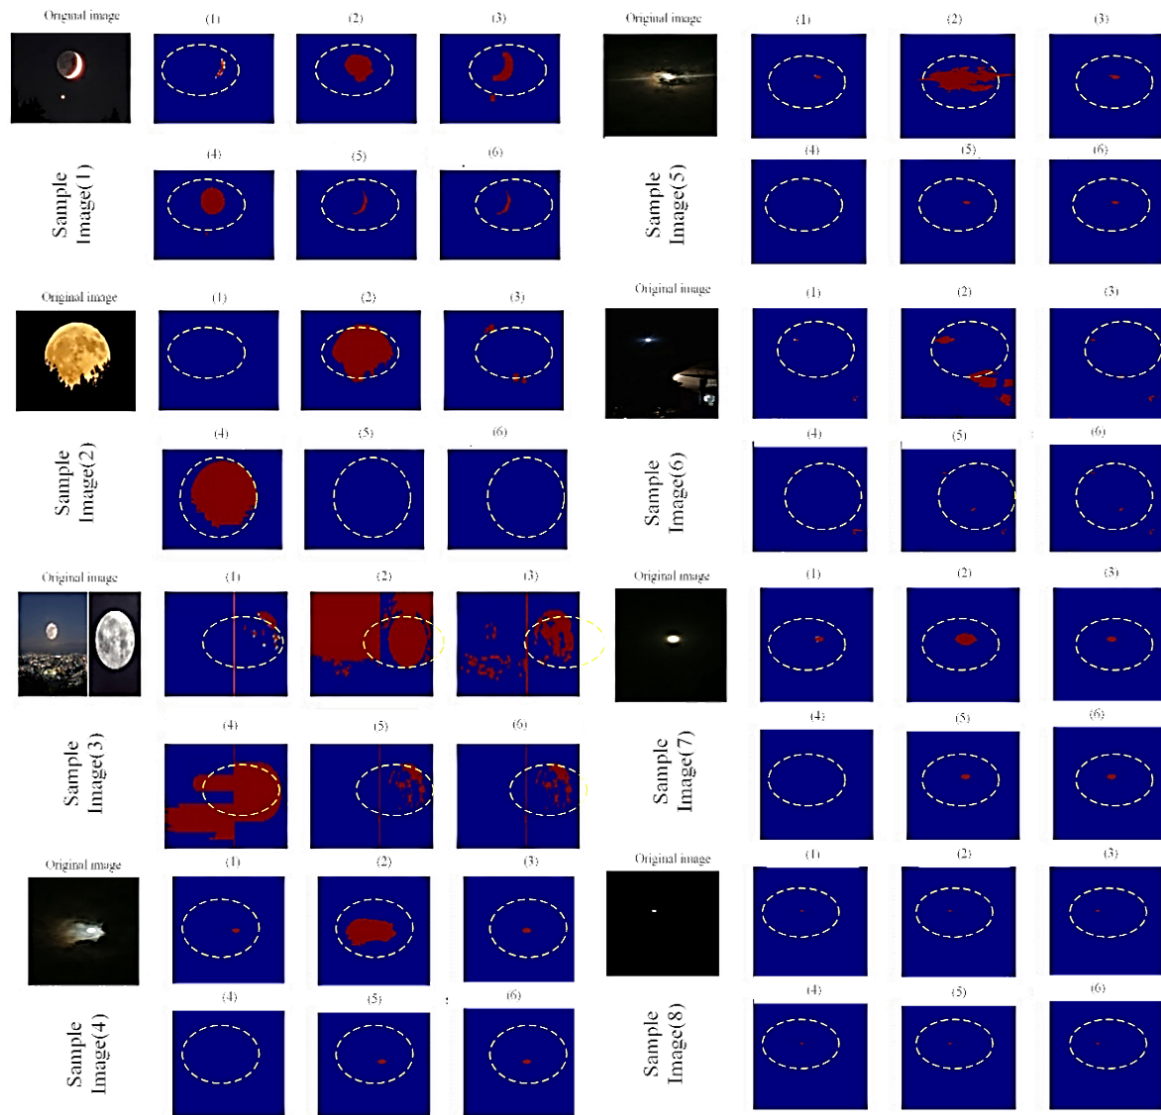 Original image
(1)
(2)
(3)
(4)
(5)
(6)
Sample
Image(1)
Original image
(1)
(2)
(3)
(4)
(5)
(6)
Sample
Image(2)
Original image
(1)
(2)
(3)
(4)
(5)
(6)
Sample
Image(3)
Original image
(1)
(2)
(3)
(4)
(5)
(6)
Sample
Image(4)
Original image
(1)
(2)
(3)
(4)
(5)
(6)
Sample
Image(5)
Original image
(1)
(2)
(3)
(4)
(5)
(6)
Sample
Image(6)
Original image
(1)
(2)
(3)
(4)
(5)
(6)
Sample
Image(7)
Original image
(1)
(2)
(3)
(4)
(5)
(6)
Sample
Image(8)